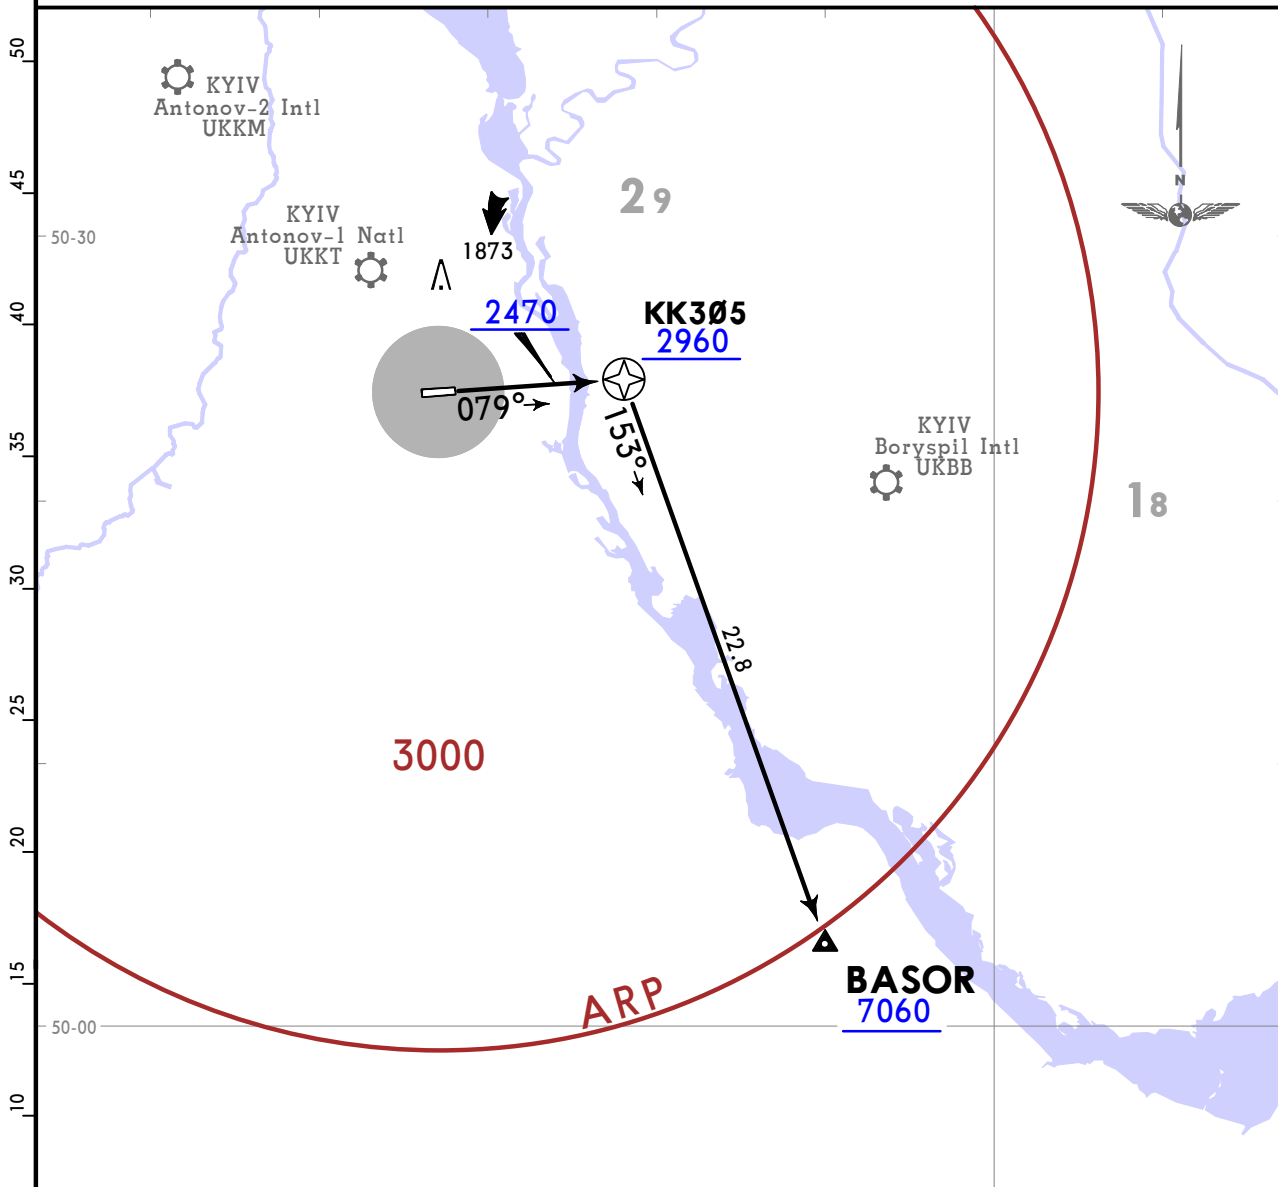 50
45
40
35
30
25
20
15
10
KYIV
Antonov-2 Intl
UKKM
KYIV
Antonov-1 Natl
UKKT
50-30
1873
29
N
2470
KK3Ø5
2960
079°
153°
KYIV
Boryspil Intl
UKBB
18
22.8
3000
ARP
BASOR
7060
50-00